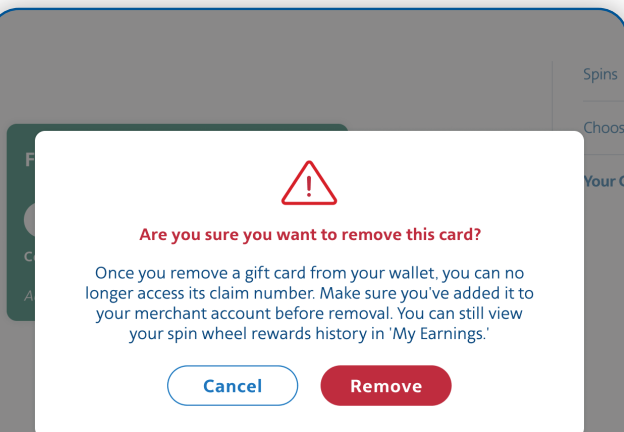 Spins
Are you sure you want to remove this card?
Once you remove a gift card from your wallet, you can no
longer access its claim number. Make sure you've added it to
your merchant account before removal. You can still view
your spin wheel rewards history in 'My Earnings.'
Cancel
Remove
Your